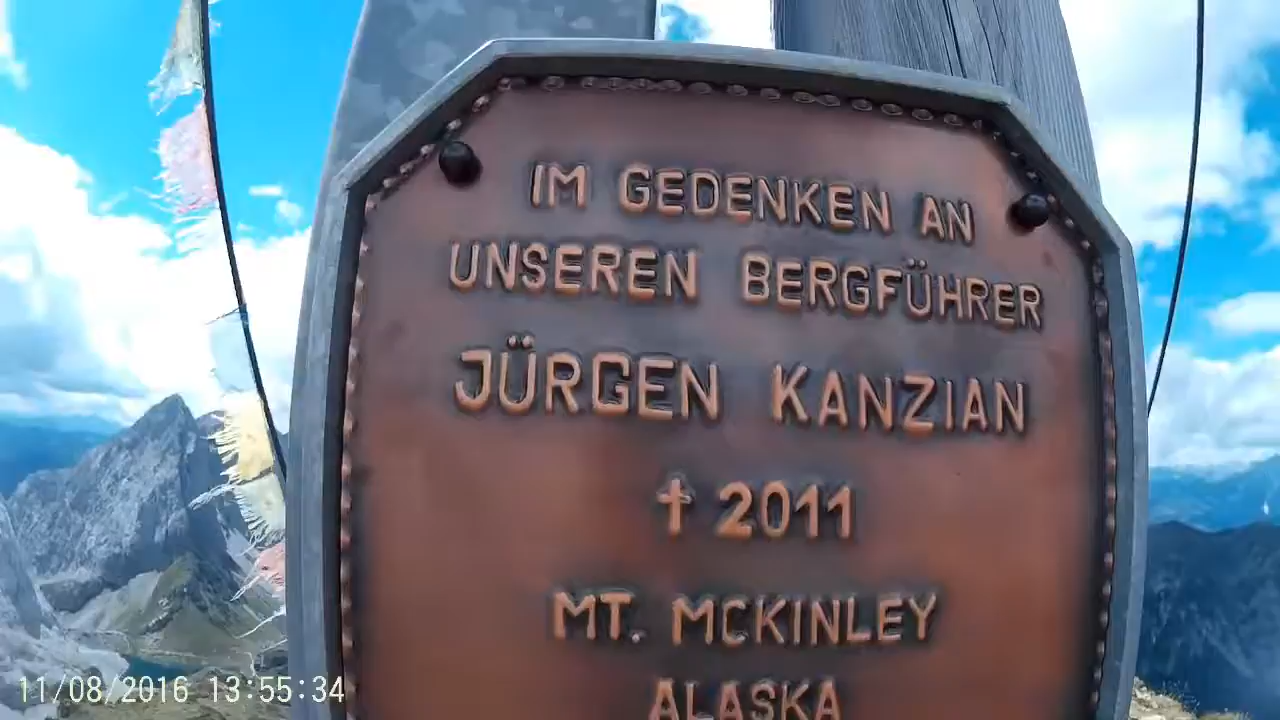 IM GEDENKEN AN
UNSEREN BERGFÜHRER
JÜRGEN KANZIAN
† 2011
MT. MCKINLEY
ALASKA
11/08/2016 13:55:34